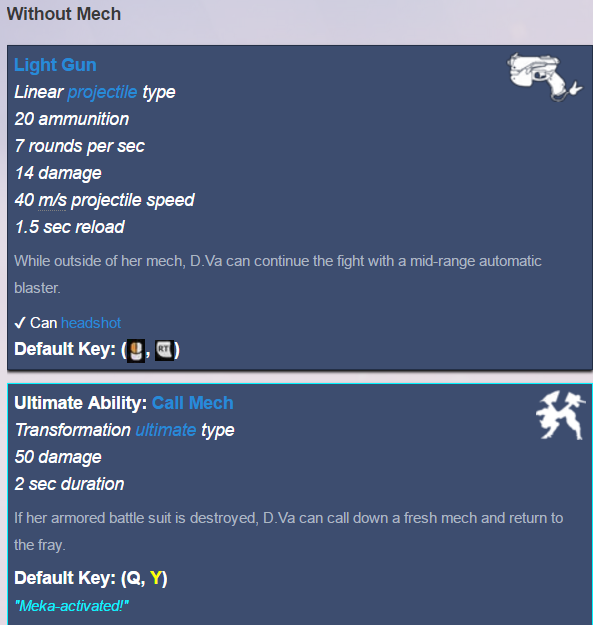 Without Mech
Light Gun
Linear projectile type
20 ammunition
7 rounds per sec
14 damage
40 m/s projectile speed
1.5 sec reload
While outside of her mech, D.Va can continue the fight with a mid-range automatic
blaster.
✓ Can headshot
Default Key: ( , RT )
Ultimate Ability: Call Mech
Transformation ultimate type
50 damage
2 sec duration
If her armored battle suit is destroyed, D.Va can call down a fresh mech and return to
the fray.
Default Key: (Q, Y)
"Meka-activated!"